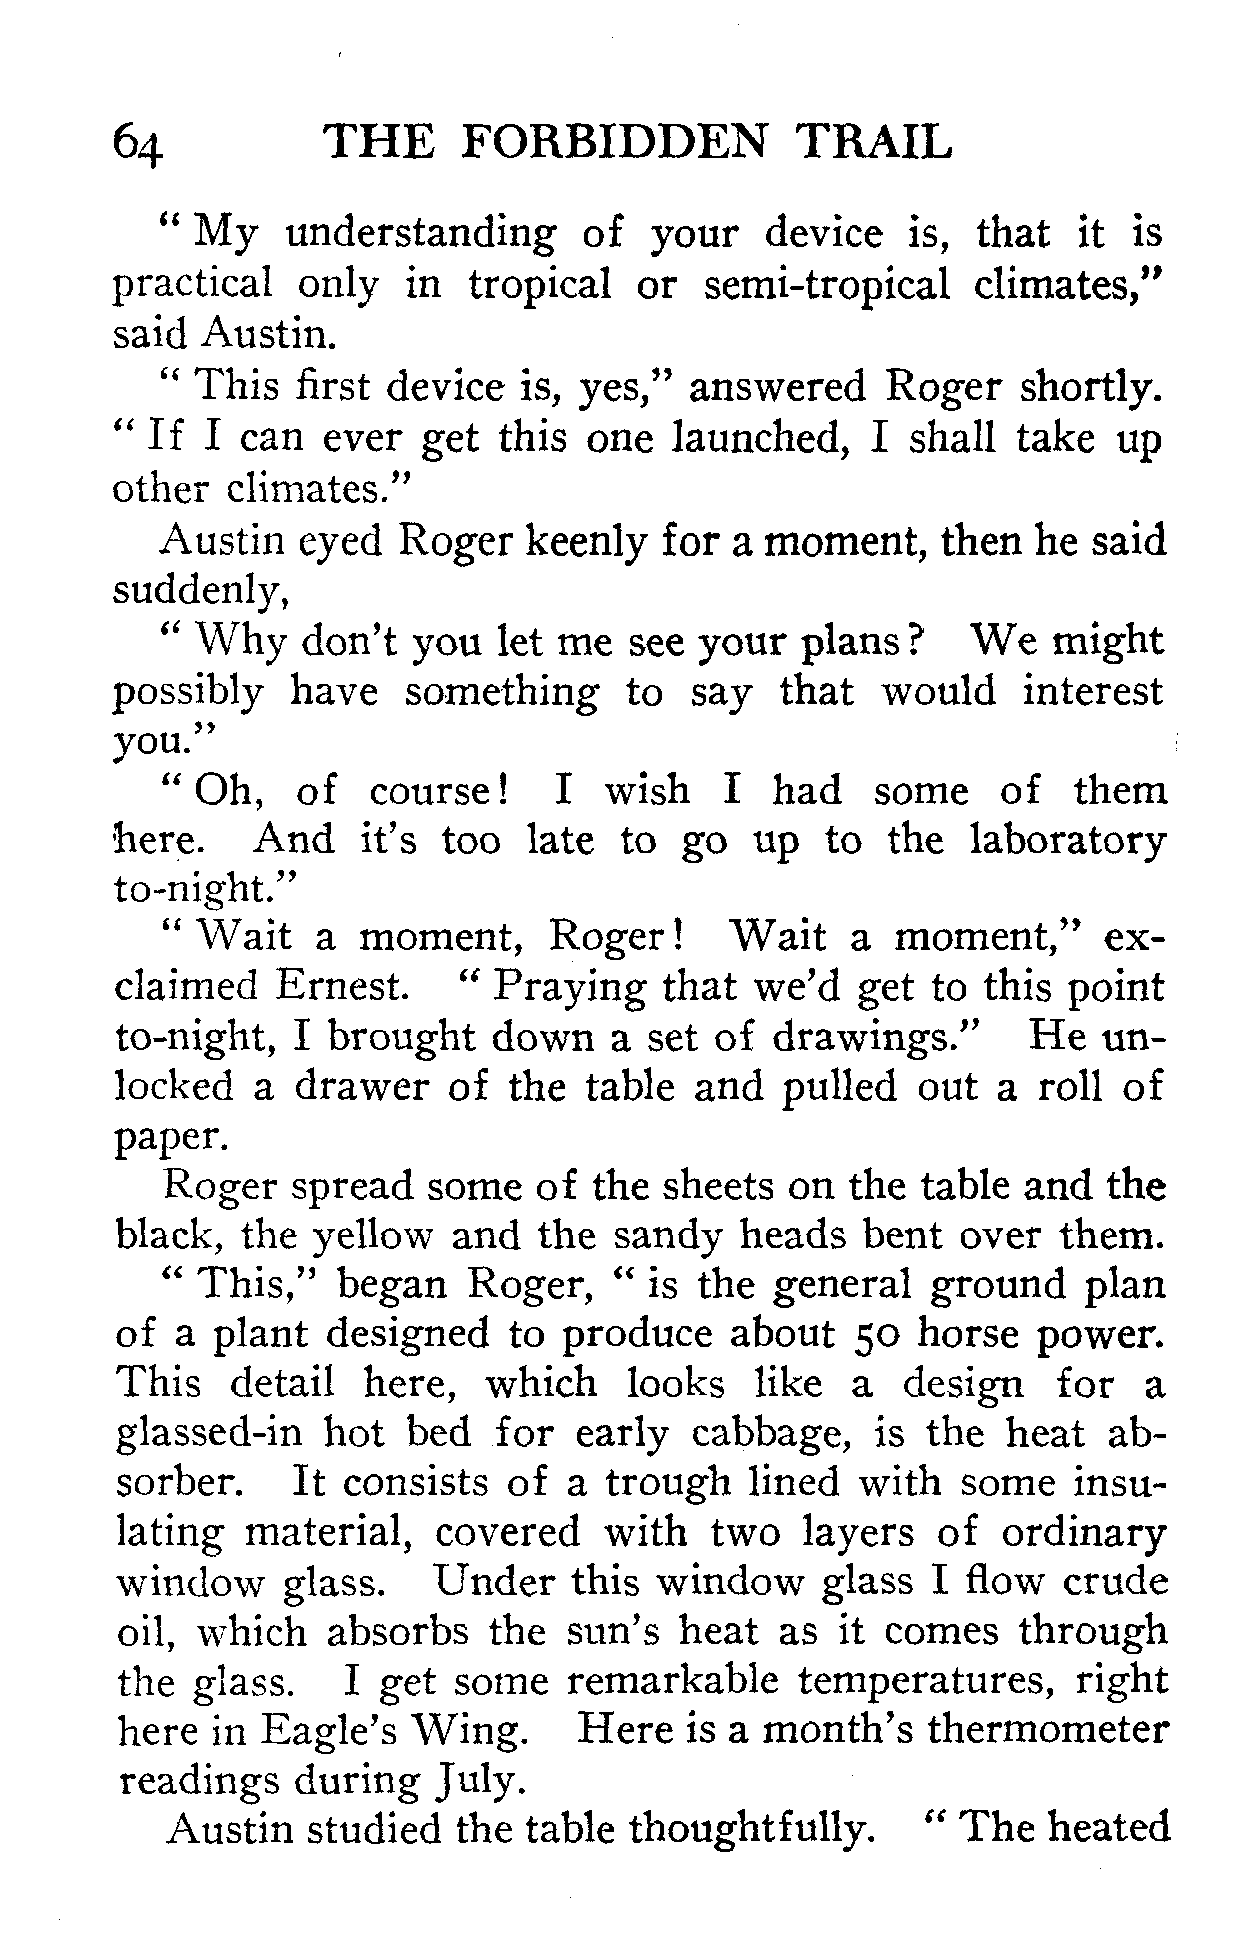 64 THE FORBIDDEN TRAIL
“ My understanding of your device is, that it is
practical only in tropical or semi-tropical climates,”
said Austin.
“ This first device is, yes,” answered Roger shortly.
“ If I can ever get this one launched, I shall take up
other climates.”
Austin eyed Roger keenly for a moment, then he said
suddenly,
“ Why don’t you let me see your plans? We might
possibly have something to say that would interest
you.”
“ Oh, of course! I wish I had some of them
here. And it’s too late to go up to the laboratory
to-night.”
“ Wait a moment, Roger! Wait a moment,” ex-
claimed Ernest. “ Praying that we’d get to this point
to-night, I brought down a set of drawings.” He un-
locked a drawer of the table and pulled out a roll of
paper.
Roger spread some of the sheets on the table and the
black, the yellow and the sandy heads bent over them.
“ This,” began Roger, “ is the general ground plan
of a plant designed to produce about 50 horse power.
This detail here, which looks like a design for a
glassed-in hot bed for early cabbage, is the heat ab-
sorber. It consists of a trough lined with some insu-
lating material, covered with two layers of ordinary
window glass. Under this window glass I flow crude
oil, which absorbs the sun’s heat as it comes through
the glass. I get some remarkable temperatures, right
here in Eagle’s Wing. Here is a month’s thermometer
readings during July.
Austin studied the table thoughtfully. “ The heated